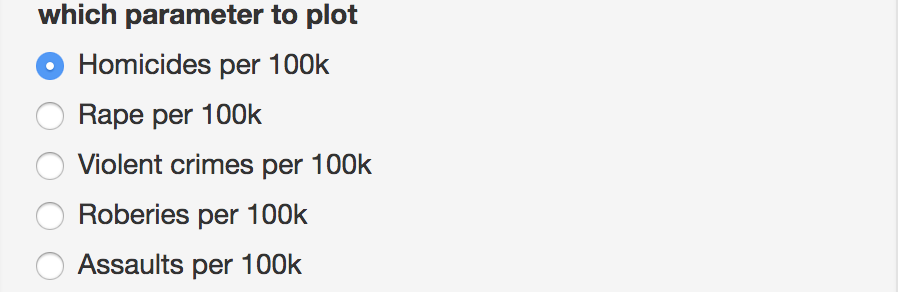 which parameter to plot
Homicides per 100k
Rape per 100k
Violent crimes per 100k
Roberies per 100k
Assaults per 100k